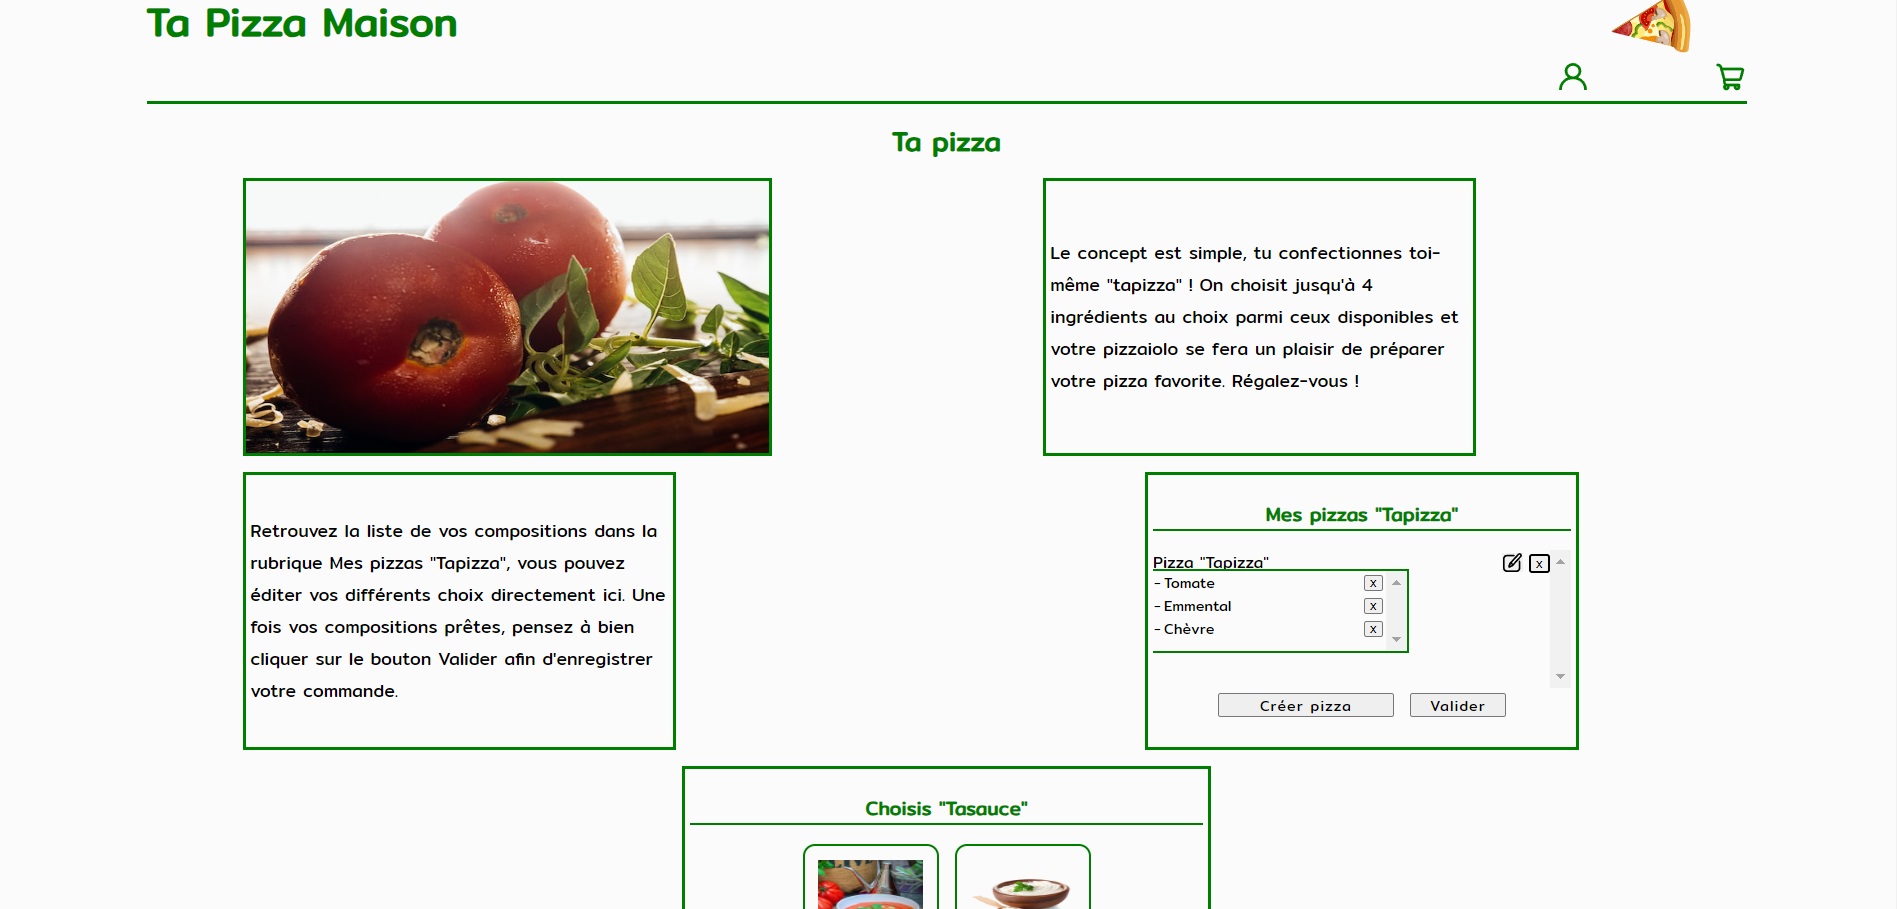 Ta Pizza Maison
Ta pizza
Le concept est simple, tu confectionnes toi-
même "tapizza" ! On choisit jusqu'à 4
ingrédients au choix parmi ceux disponibles et
votre pizzaiolo se fera un plaisir de préparer
votre pizza favorite. Régalez-vous !
Retrouvez la liste de vos compositions dans la
rubrique Mes pizzas "Tapizza", vous pouvez
éditer vos différents choix directement ici. Une
fois vos compositions prêtes, pensez à bien
cliquer sur le bouton Valider afin d'enregistrer
votre commande.
Mes pizzas "Tapizza"
Pizza "Tapizza" x
- Tomate x
- Emmental x
- Chèvre x
Créer pizza Valider
Choisis "Tasauce"